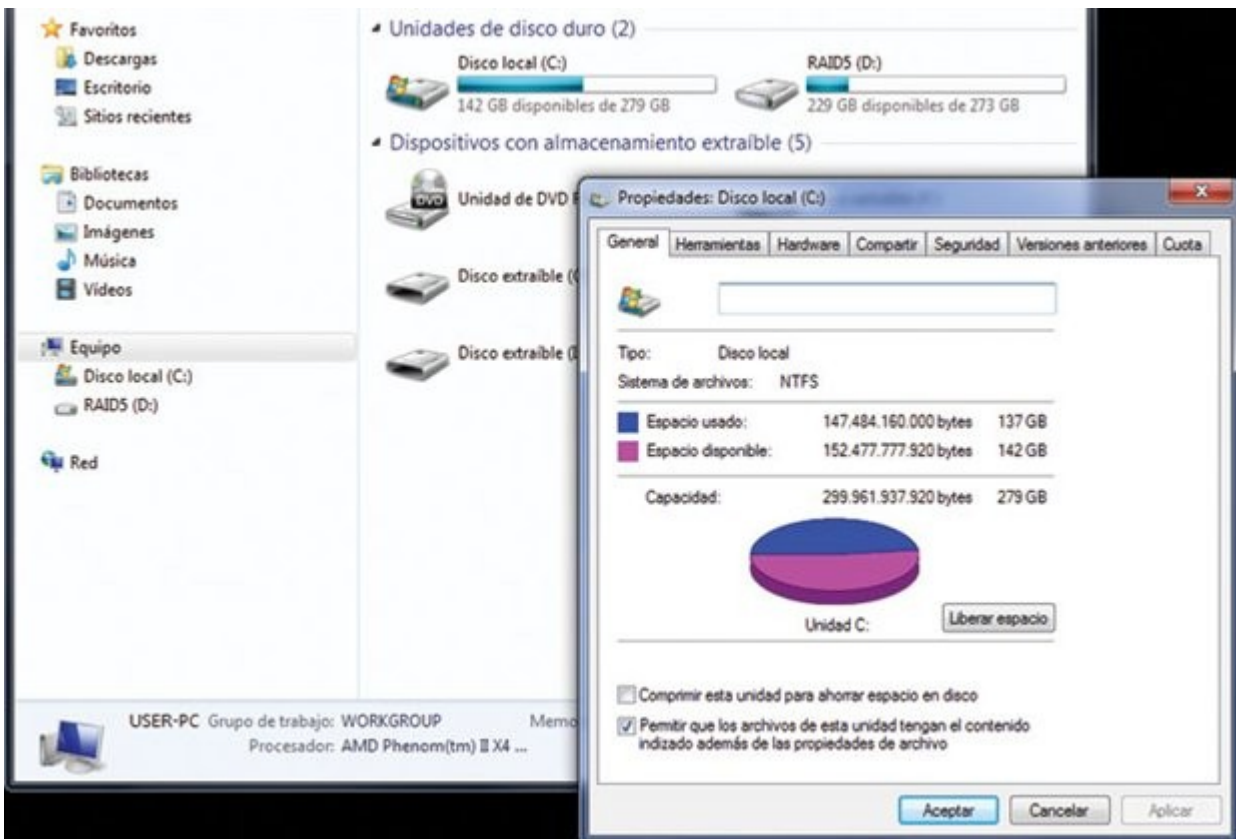 Favoritos
Descargas
Escritorio
Sitios recientes
Bibliotecas
Documentos
Imágenes
Música
Vídeos
Equipo
Disco local (C:)
RAID5 (D:)
Red
Unidades de disco duro (2)
Disco local (C:)
142 GB disponibles de 279 GB
RAID5 (D:)
229 GB disponibles de 273 GB
Dispositivos con almacenamiento extraíble (5)
DVD
Unidad de DVD
Disco extraíble
Disco extraíble
USER-PC Grupo de trabajo: WORKGROUP
Procesador: AMD Phenom(tm) II X4 ...
Propiedades: Disco local (C:)
General Herramientas Hardware Compartir Seguridad Versiones anteriores Cuota
Tipo: Disco local
Sistema de archivos: NTFS
Espacio usado: 147.484.160.000 bytes 137 GB
Espacio disponible: 152.477.777.920 bytes 142 GB
Capacidad: 299.961.937.920 bytes 279 GB
Unidad C:
Liberar espacio
Comprimir esta unidad para ahorrar espacio en disco
Permitir que los archivos de esta unidad tengan el contenido
indizado además de las propiedades de archivo
Aceptar Cancelar Aplicar